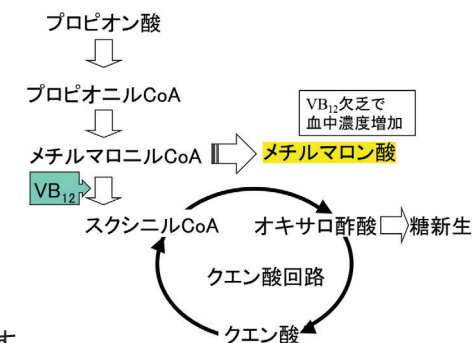 プロピオン酸
プロピオニルCoA
VB₁₂欠乏で
血中濃度増加
メチルマロニルCoA
メチルマロン酸
VB₁₂
スクシニルCoA
オキサロ酢酸
糖新生
クエン酸回路
クエン酸
す